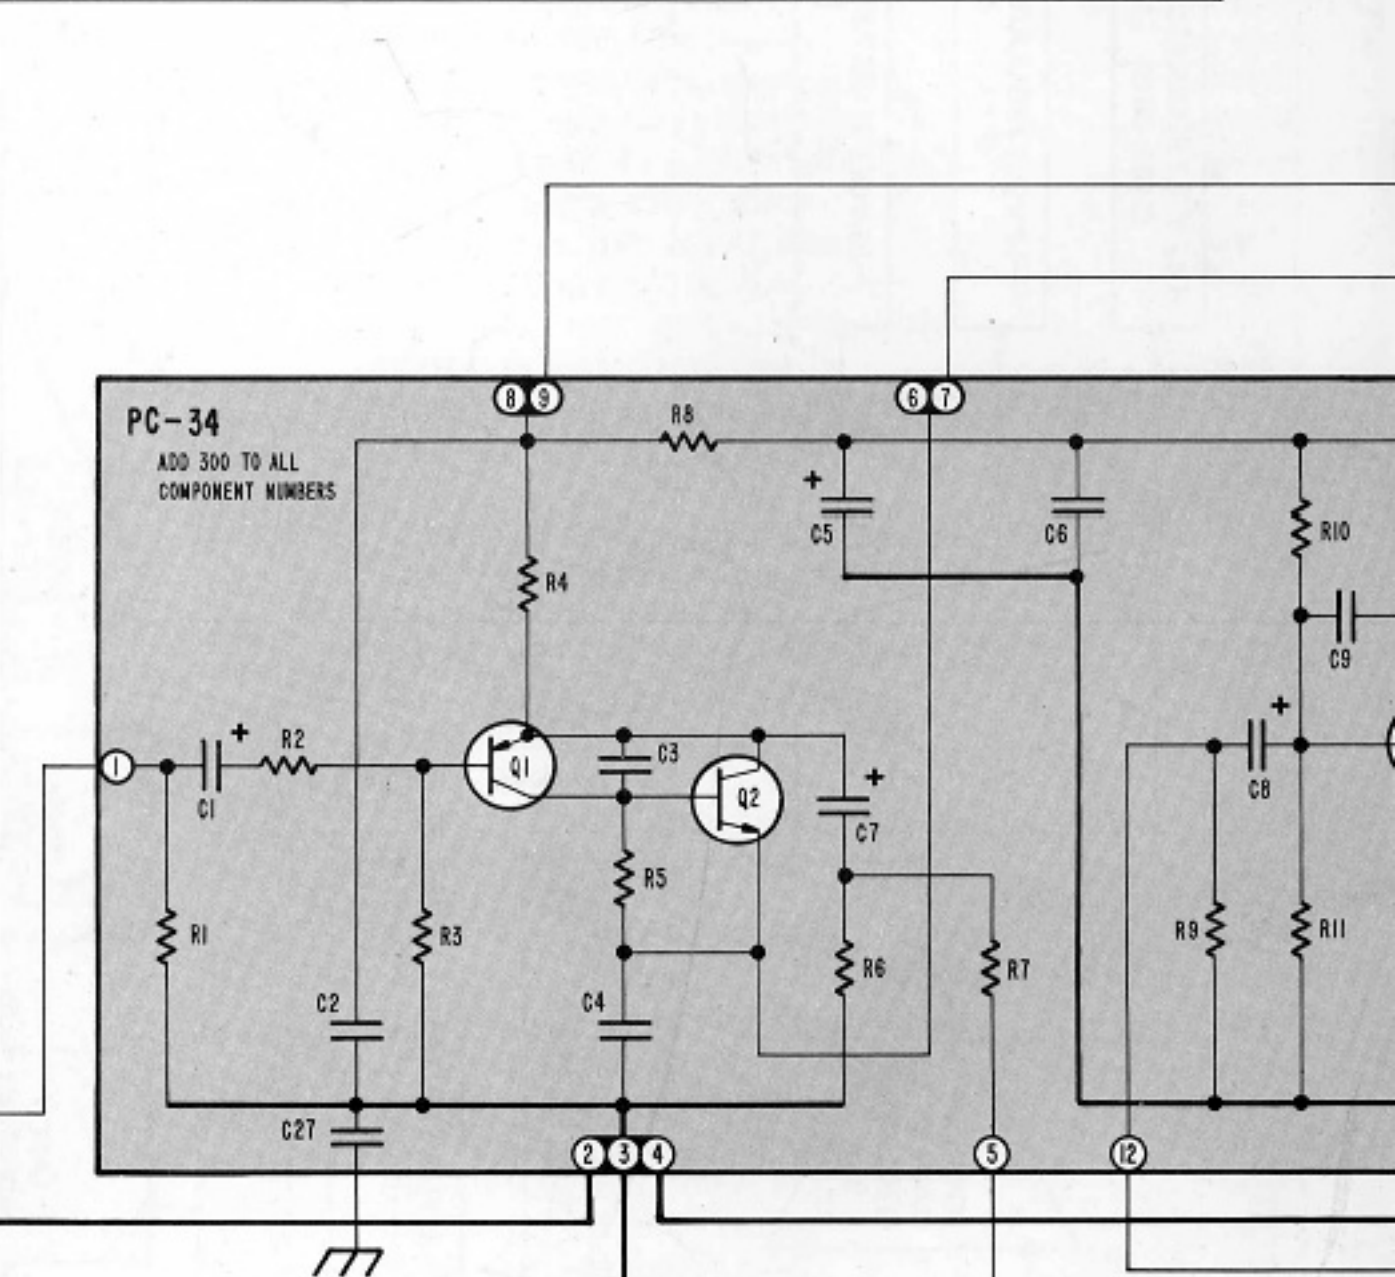 8 9
6 7
PC-34
R8
ADD 300 TO ALL
COMPONENT NUMBERS
+
C5
C6
R10
R4
C9
+
+
R2
C3
1
Q1
Q2
+
C1
C8
C7
R5
R1
R3
R9
R11
R6
R7
C2
C4
C27
2 3 4
5
12